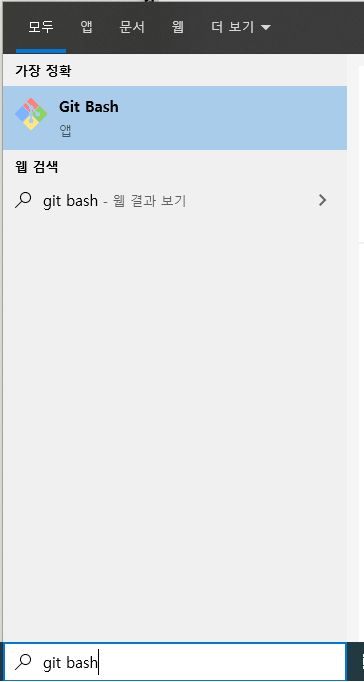 모두 앱 문서 웹 더 보기
가장 정확
Git Bash
앱
웹 검색
git bash - 웹 결과 보기
git bash